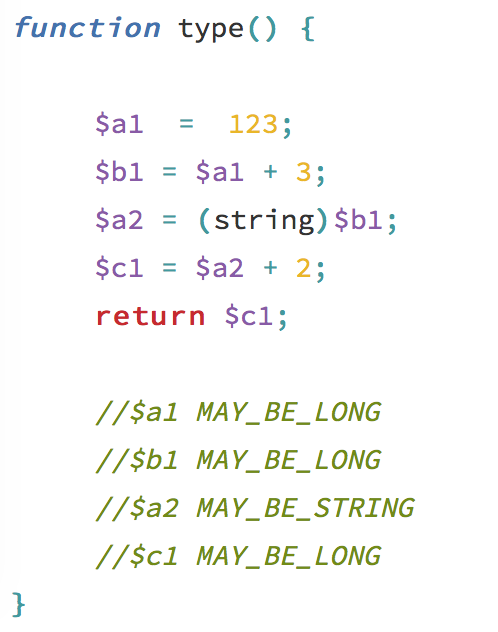 function type() {
$a1 = 123;
$b1 = $a1 + 3;
$a2 = (string)$b1;
$c1 = $a2 + 2;
return $c1;
//$a1 MAY_BE_LONG
//$b1 MAY_BE_LONG
//$a2 MAY_BE_STRING
//$c1 MAY_BE_LONG
}